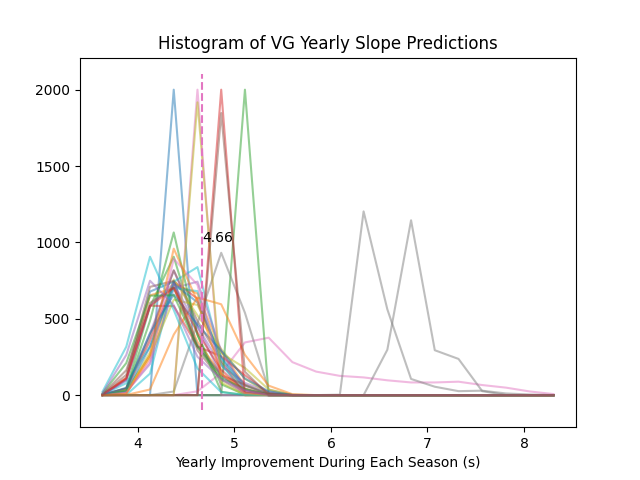 Histogram of VG Yearly Slope Predictions
2000
1500
1000
500
0
4.66
4 5 6 7 8
Yearly Improvement During Each Season (s)